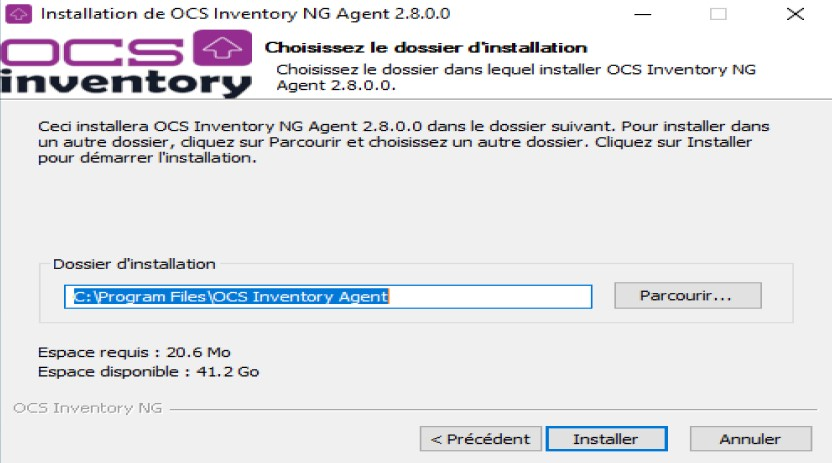 Installation de OCS Inventory NG Agent 2.8.0.0
OCS
inventory
Choisissez le dossier d'installation
Choisissez le dossier dans lequel installer OCS Inventory NG
Agent 2.8.0.0.
Ceci installera OCS Inventory NG Agent 2.8.0.0 dans le dossier suivant. Pour installer dans
un autre dossier, cliquez sur Parcourir et choisissez un autre dossier. Cliquez sur Installer
pour démarrer l'installation.
Dossier d'installation
C:\Program Files\OCS Inventory Agent
Parcourir...
Espace requis : 20.6 Mo
Espace disponible : 41.2 Go
OCS Inventory NG
< Précédent
Installer
Annuler